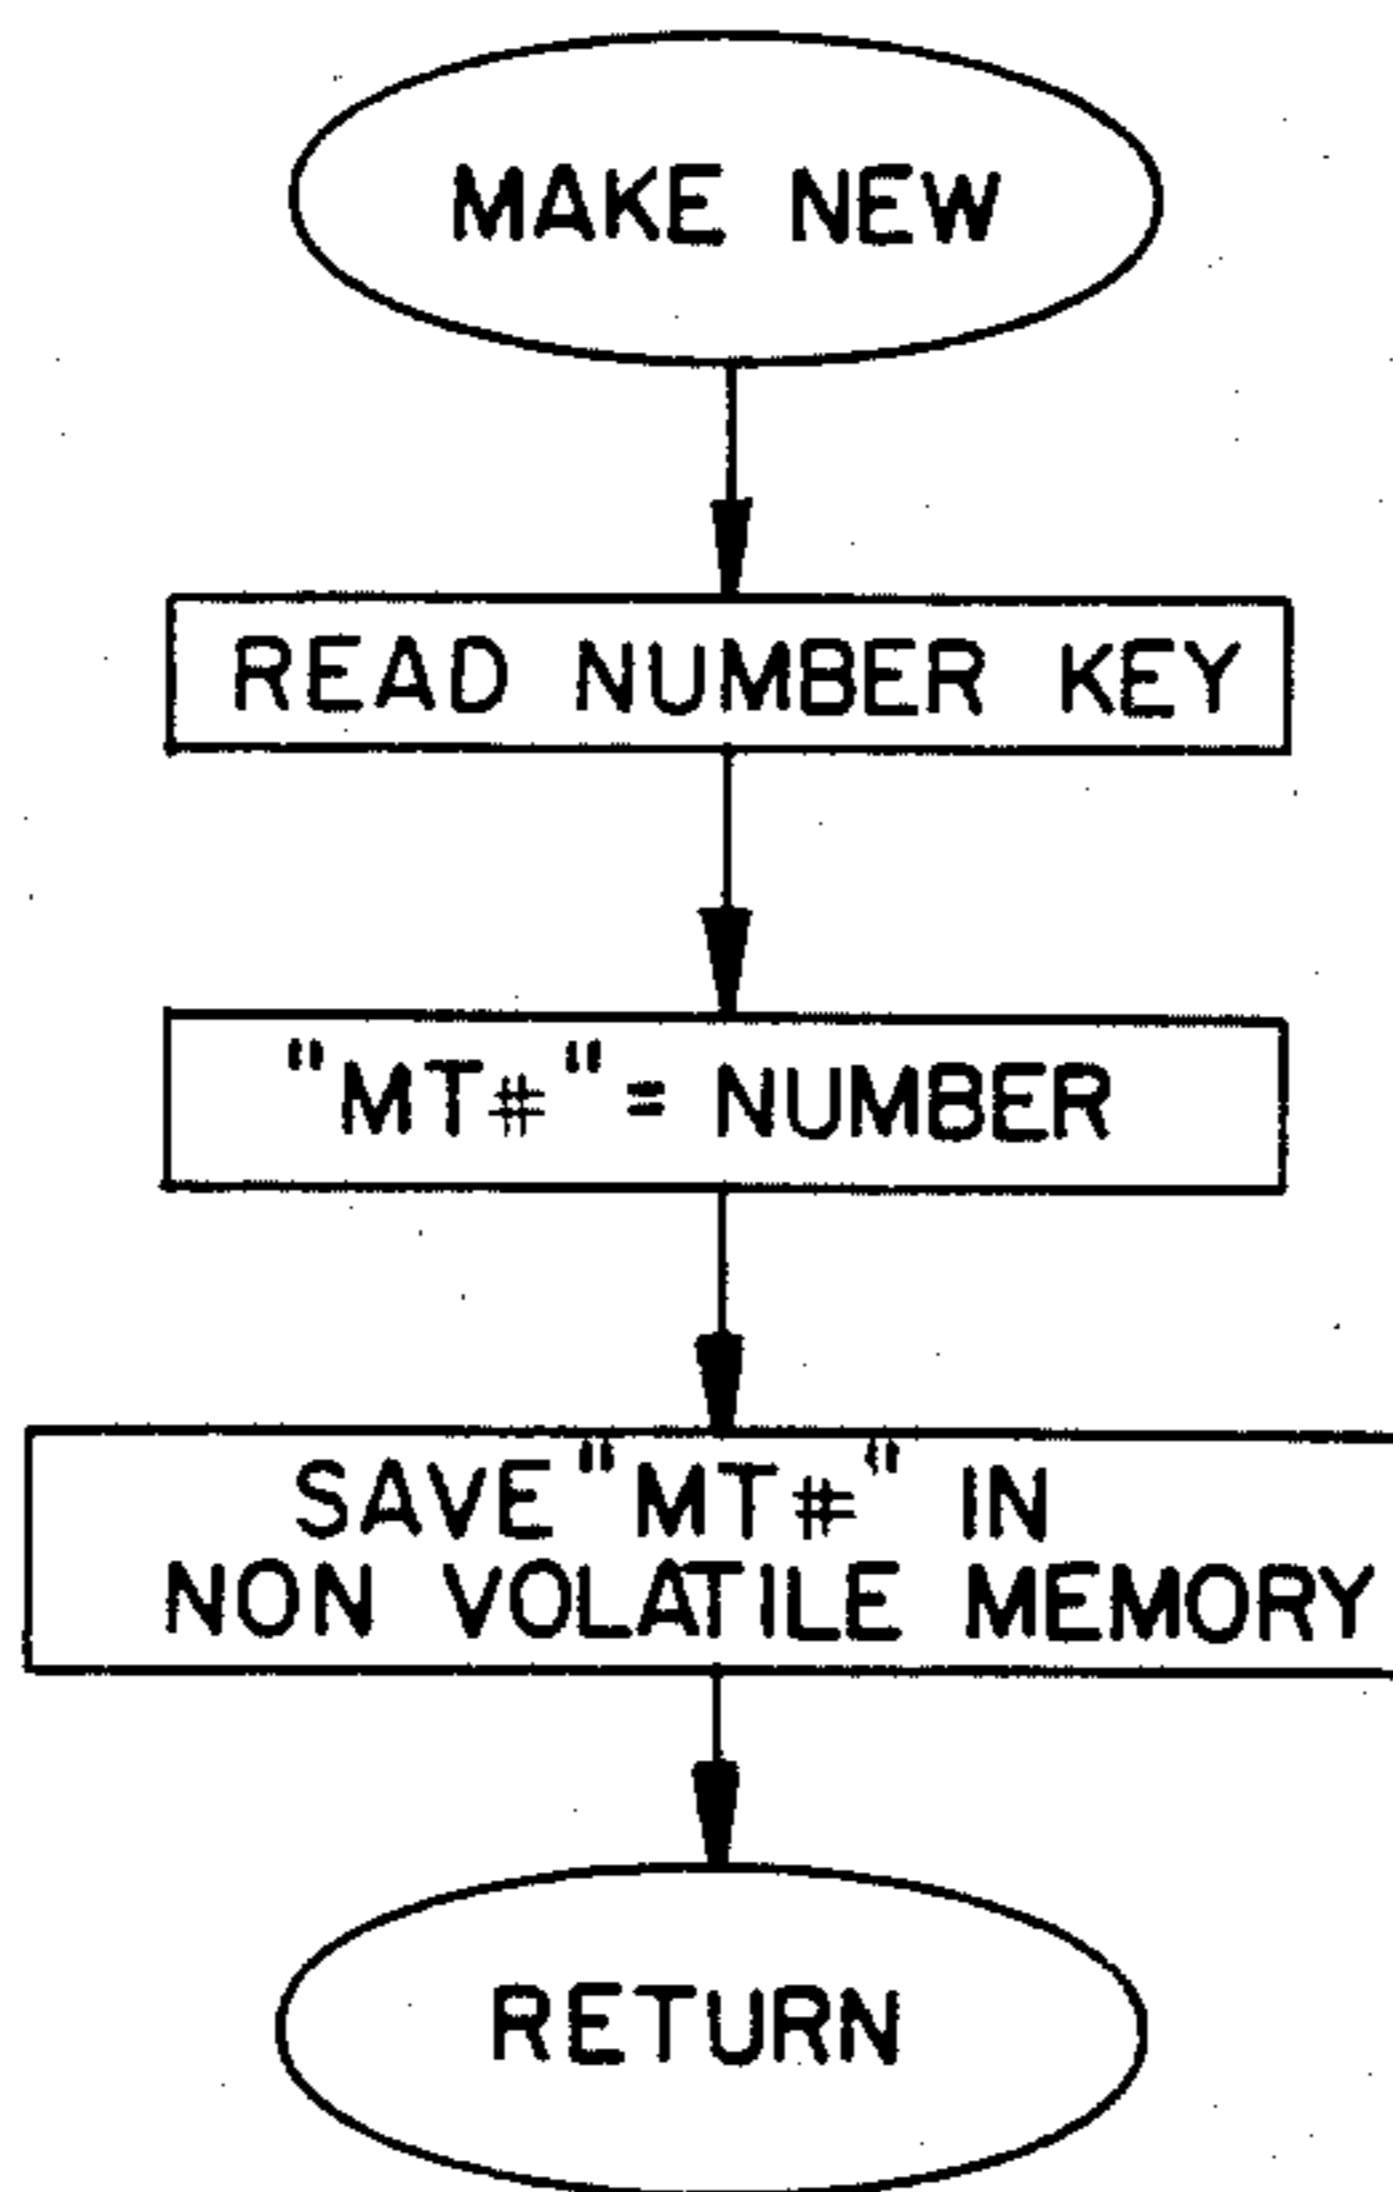 MAKE NEW
READ NUMBER KEY
"MT#" = NUMBER
SAVE "MT#" IN
NON VOLATILE MEMORY
RETURN